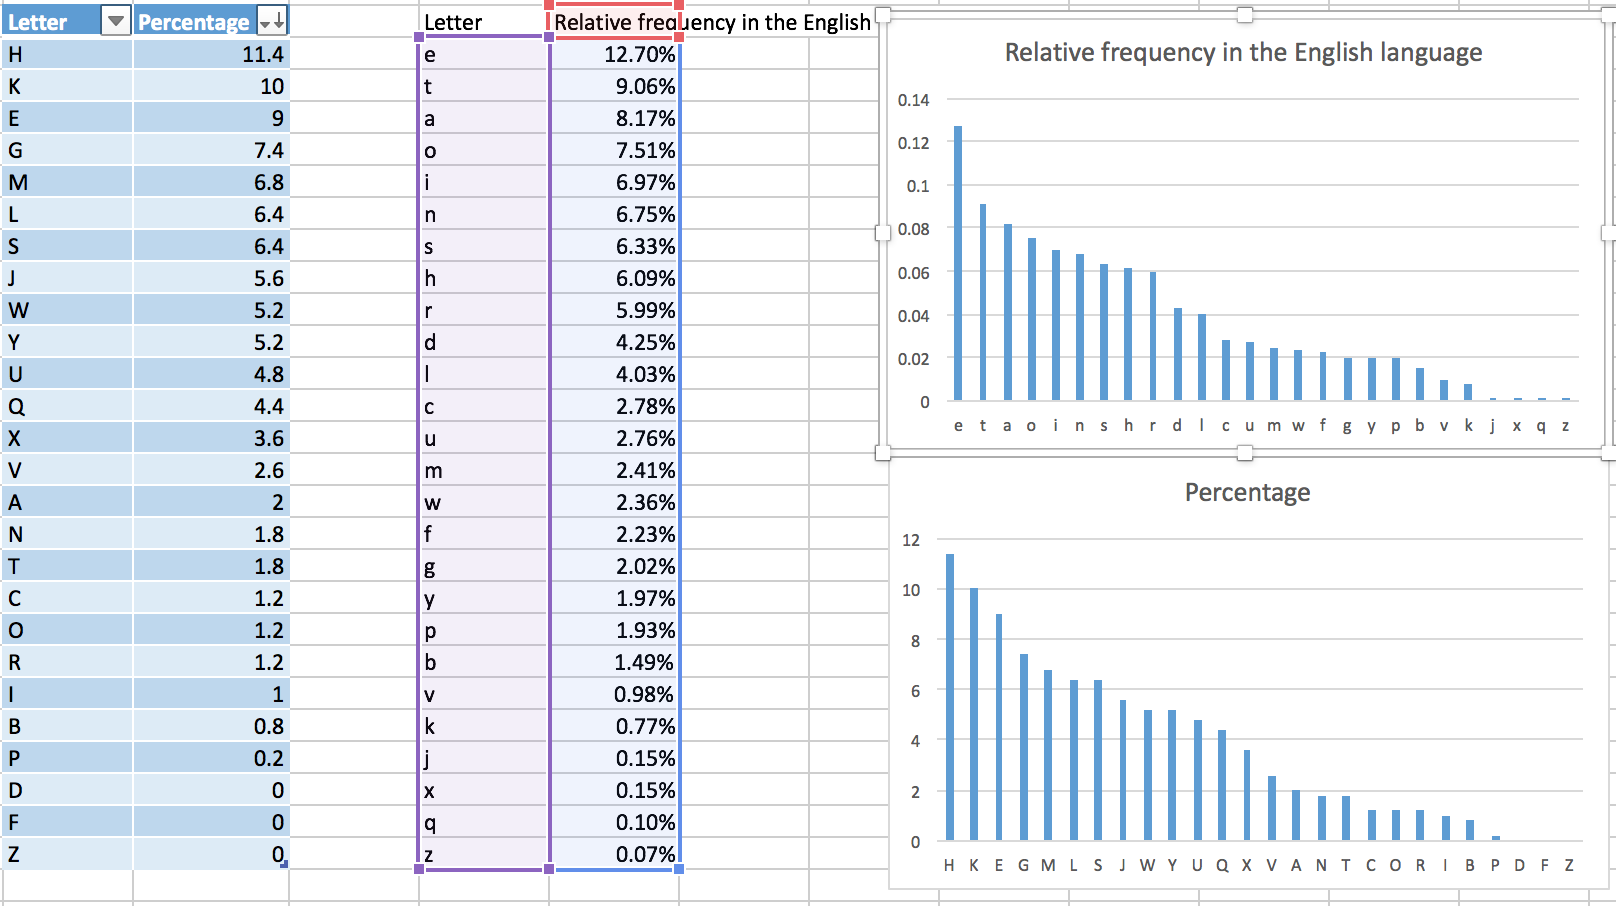 Letter Percentage Letter Relative frequency in the English
H 11.4 e 12.70%
K 10 t 9.06%
E 9 a 8.17%
G 7.4 o 7.51%
M 6.8 i 6.97%
L 6.4 n 6.75%
S 6.4 s 6.33%
J 5.6 h 6.09%
W 5.2 r 5.99%
Y 5.2 d 4.25%
U 4.8 l 4.03%
Q 4.4 c 2.78%
X 3.6 u 2.76%
V 2.6 m 2.41%
A 2 w 2.36%
N 1.8 f 2.23%
T 1.8 g 2.02%
C 1.2 y 1.97%
O 1.2 p 1.93%
R 1.2 b 1.49%
I 1 v 0.98%
B 0.8 k 0.77%
P 0.2 j 0.15%
D 0 x 0.15%
F 0 q 0.10%
Z 0 z 0.07%
Relative frequency in the English language
0.14
0.12
0.1
0.08
0.06
0.04
0.02
0
e t a o i n s h r d l c u m w f g y p b v k j x q z
Percentage
12
10
8
6
4
2
0
H K E G M L S J W Y U Q X V A N T C O R I B P D F Z